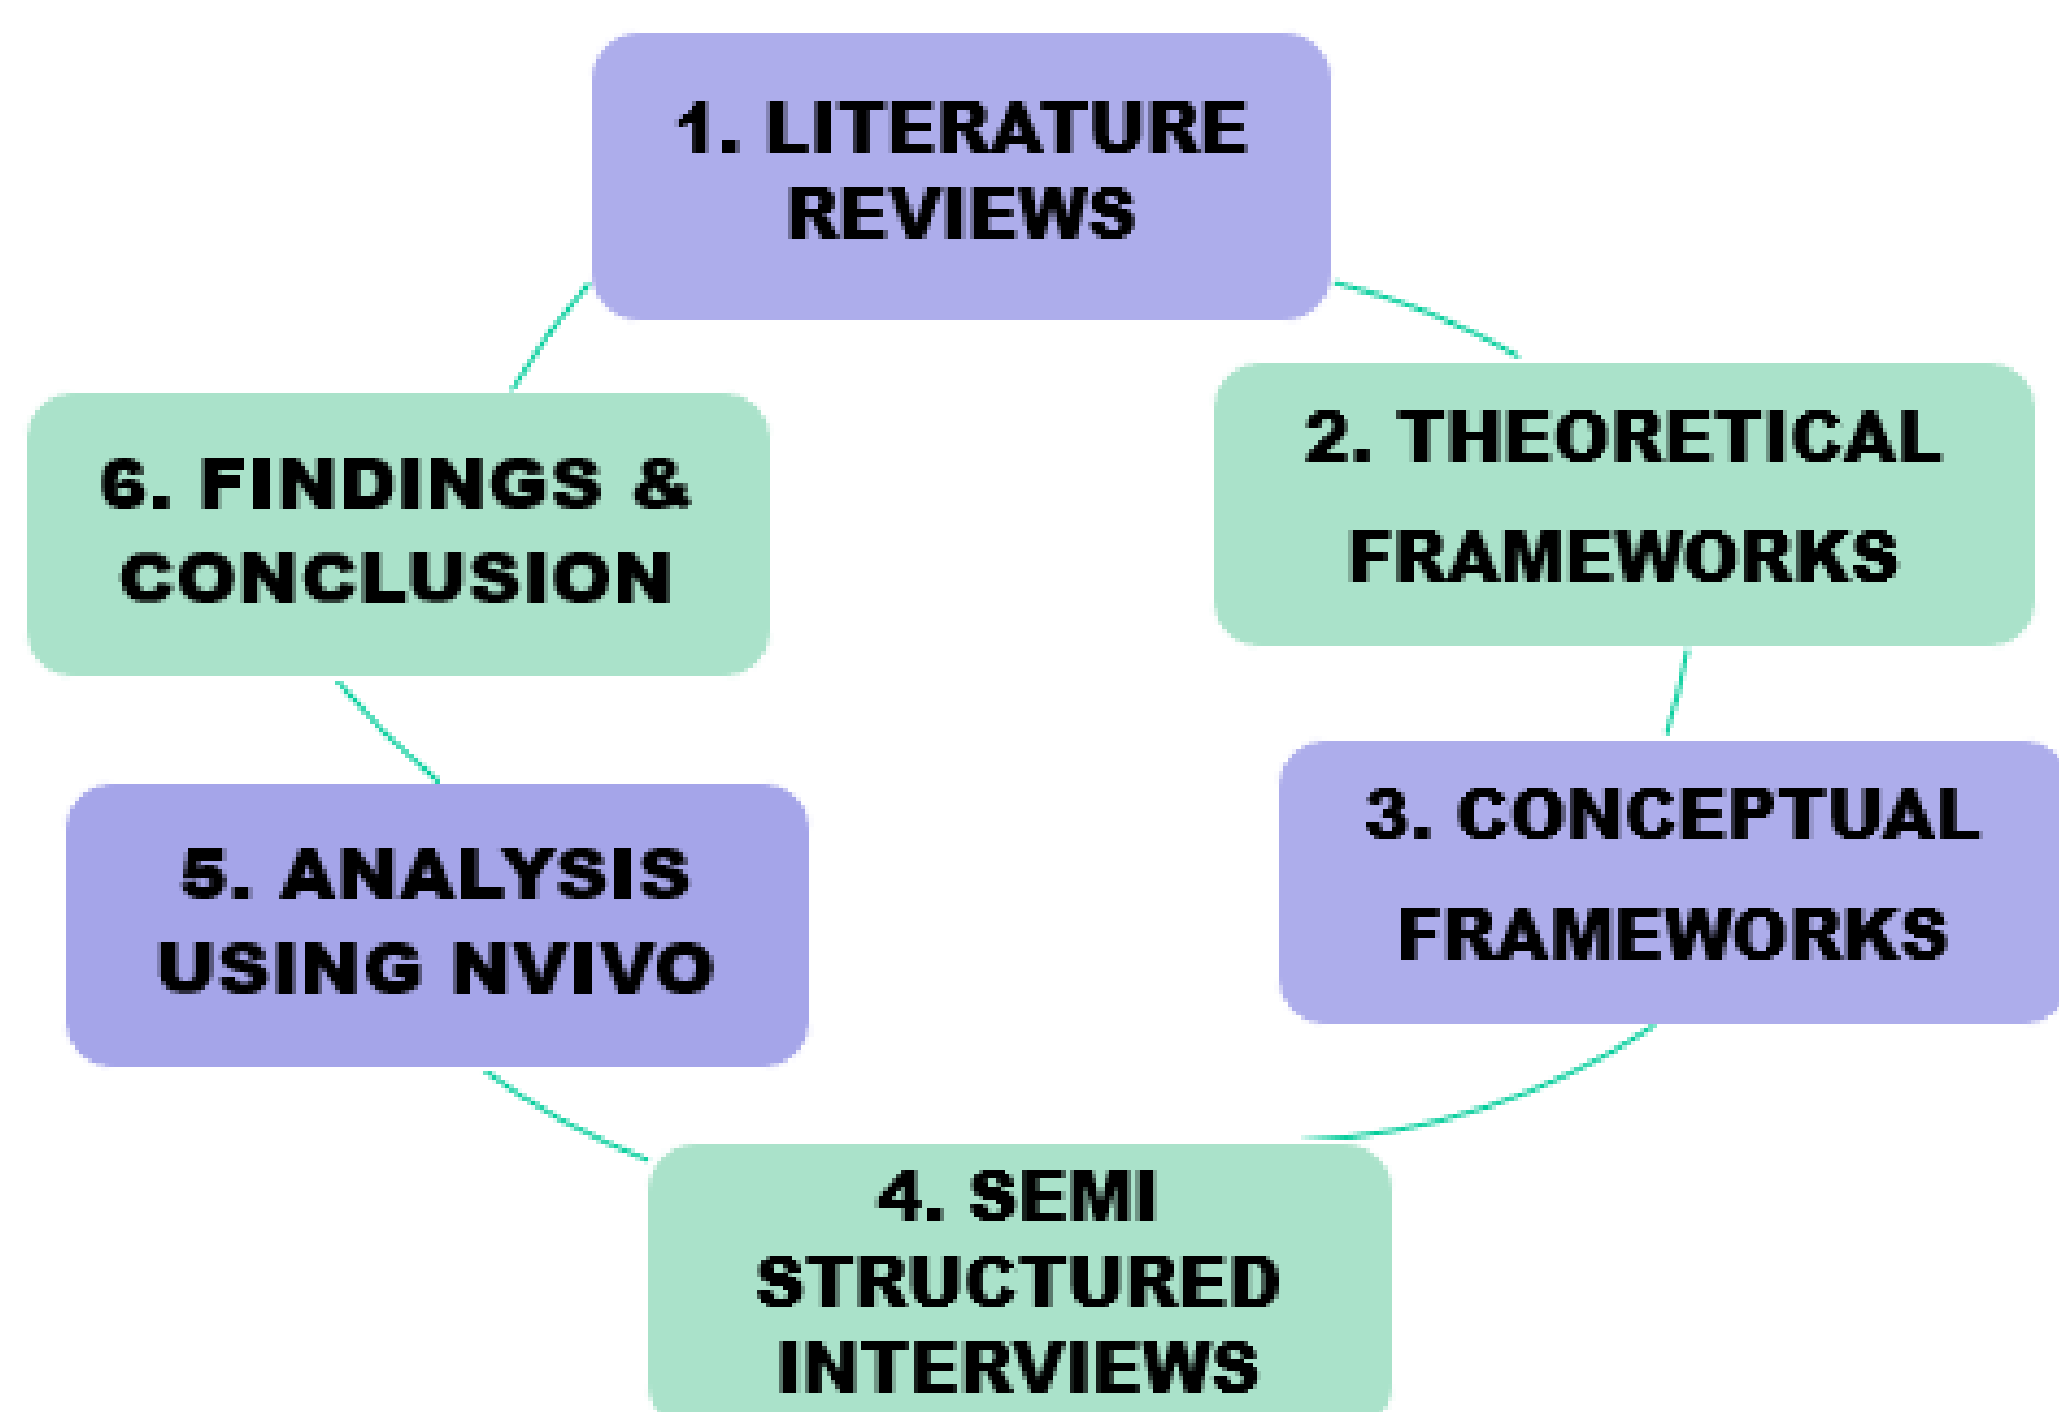 1. LITERATURE
REVIEWS
2. THEORETICAL
FRAMEWORKS
3. CONCEPTUAL
FRAMEWORKS
4. SEMI
STRUCTURED
INTERVIEWS
5. ANALYSIS
USING NVIVO
6. FINDINGS &
CONCLUSION